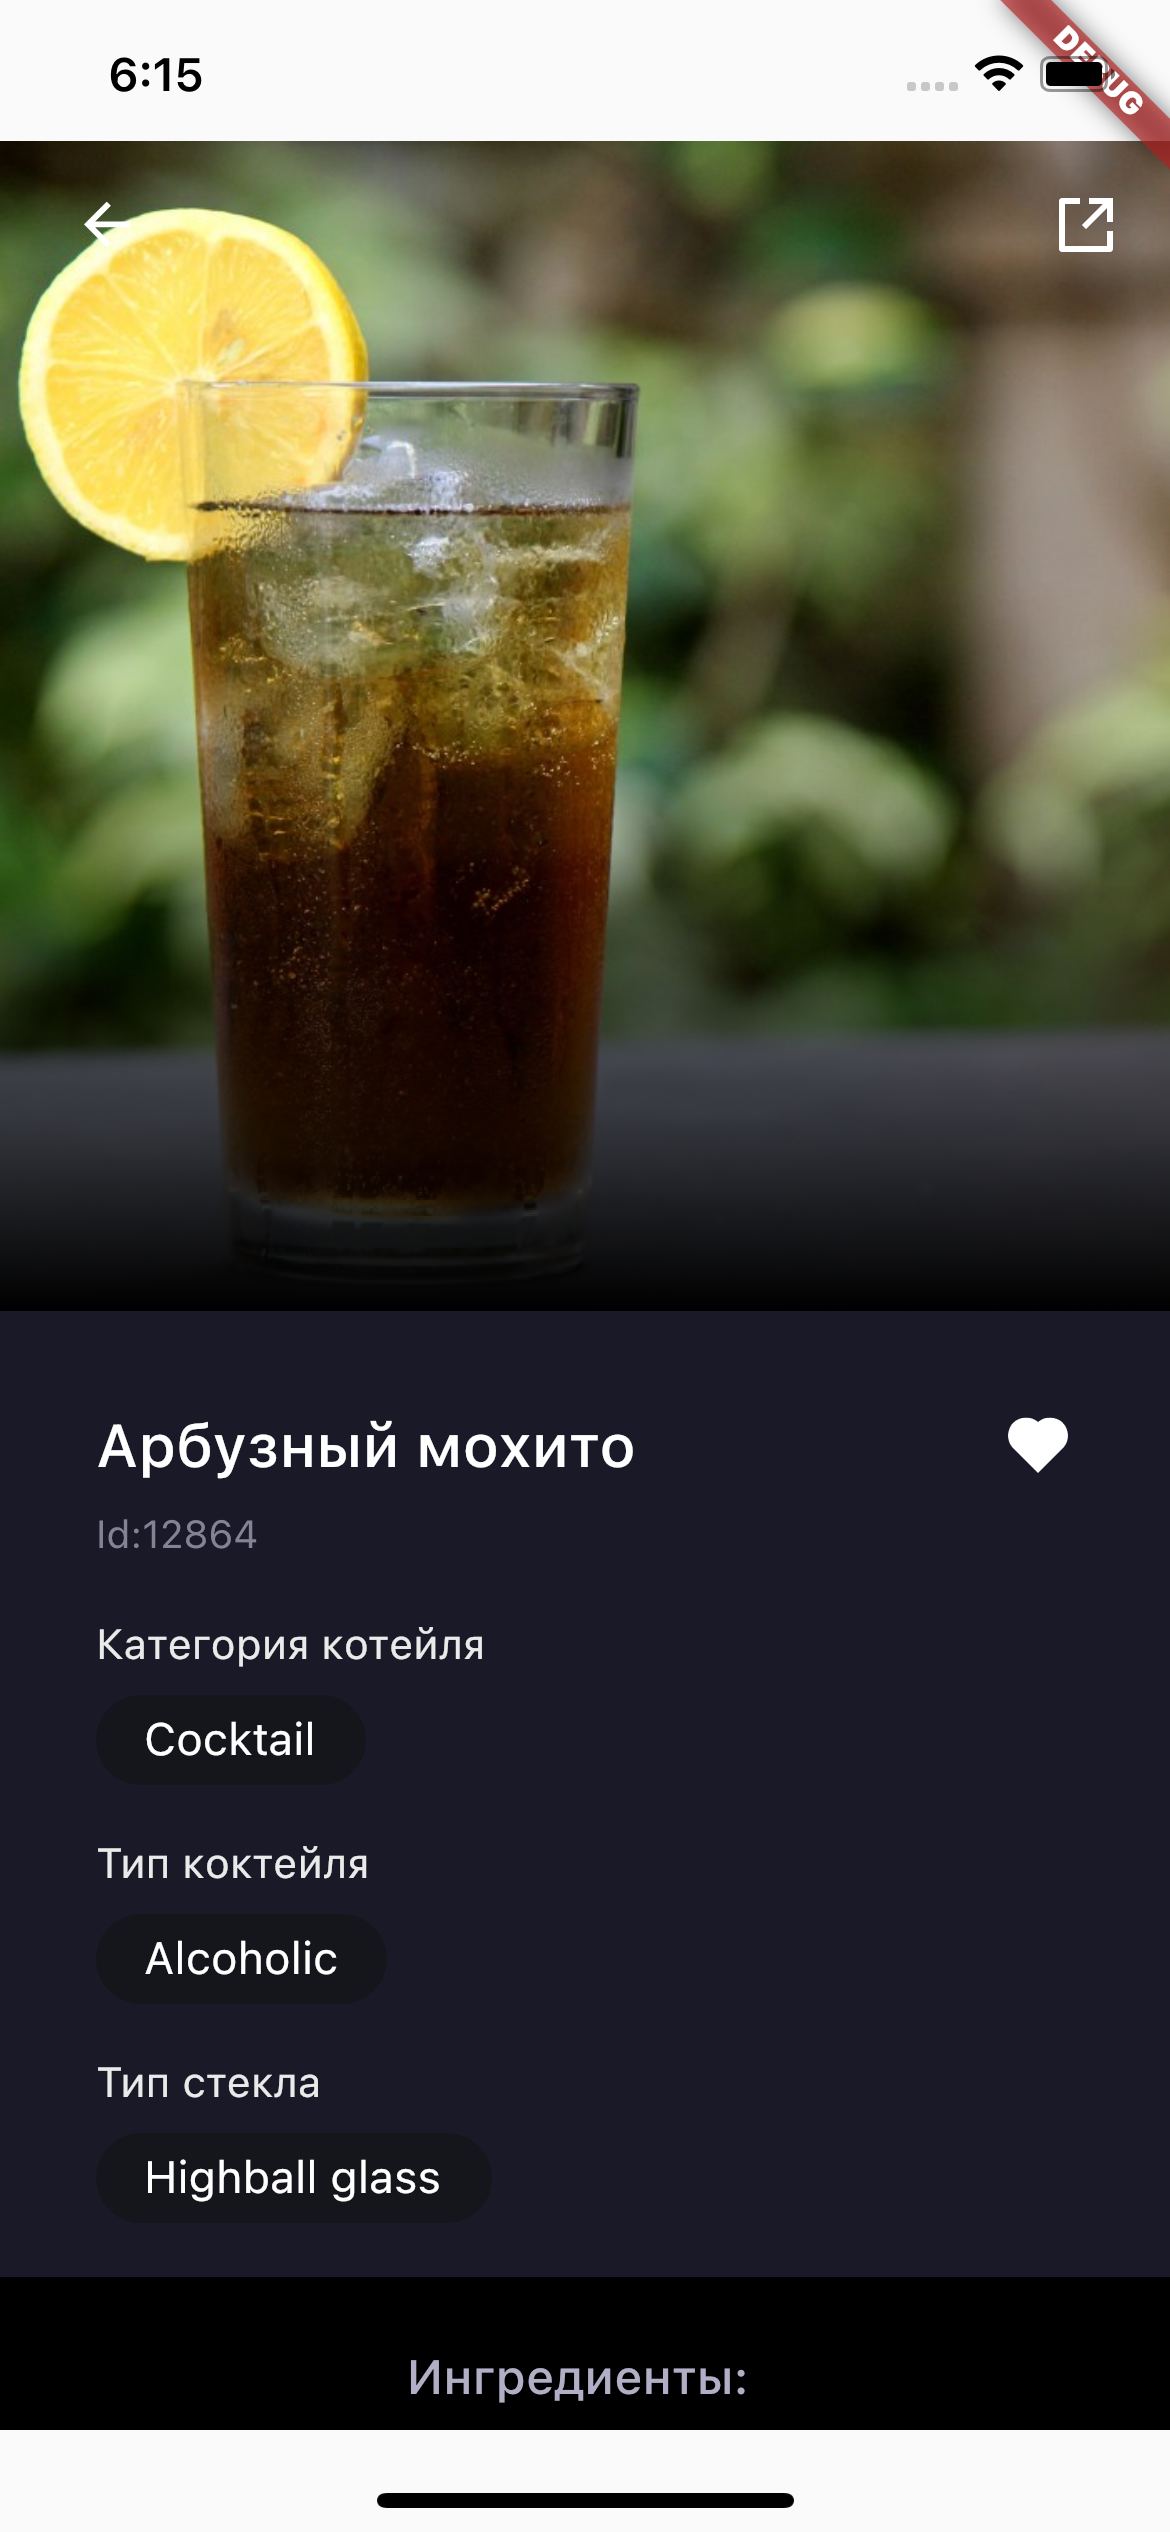 6:15
DEBUG
Арбузный мохито
Id:12864
Категория котейля
Cocktail
Тип коктейля
Alcoholic
Тип стекла
Highball glass
Ингредиенты: